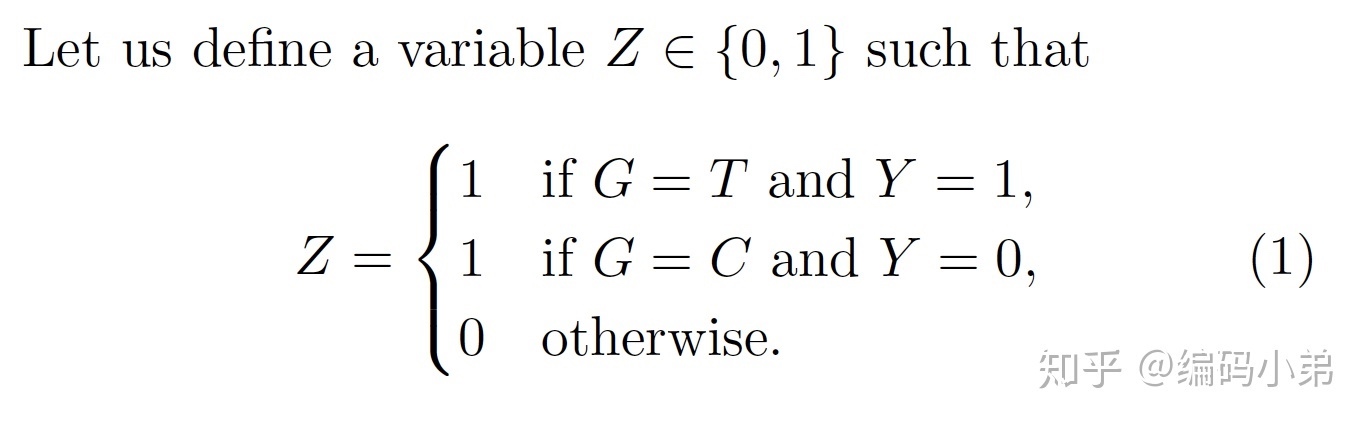 Let us define a variable Z ∈ {0, 1} such that
1 if G = T and Y = 1,
Z = { 1 if G = C and Y = 0, (1)
0 otherwise.
知乎 @编码小弟